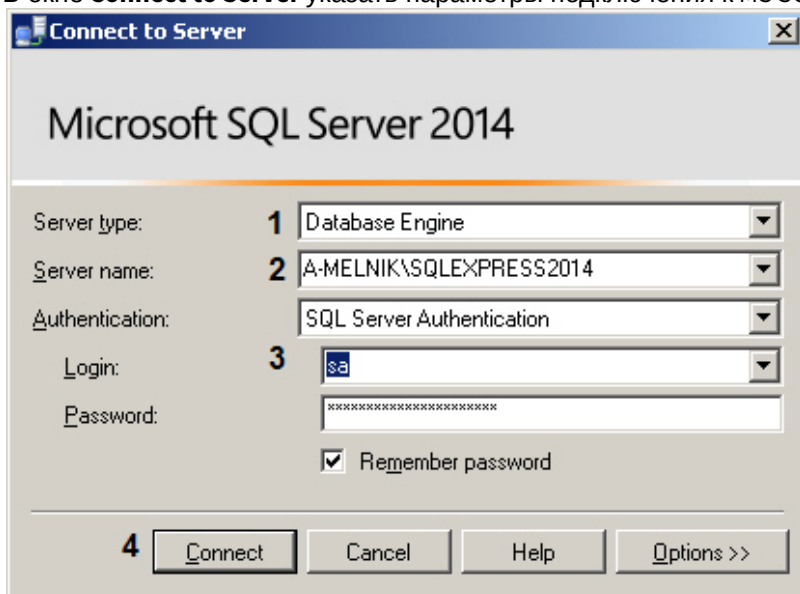 В окне Connect to Server указать параметры подключения к
Connect to Server
Microsoft SQL Server 2014
Server type: 1 Database Engine
Server name: 2 A-MELNIK\SQLEXPRESS2014
Authentication: SQL Server Authentication
Login: 3 sa
Password: **********************
Remember password
4 Connect Cancel Help Options >>